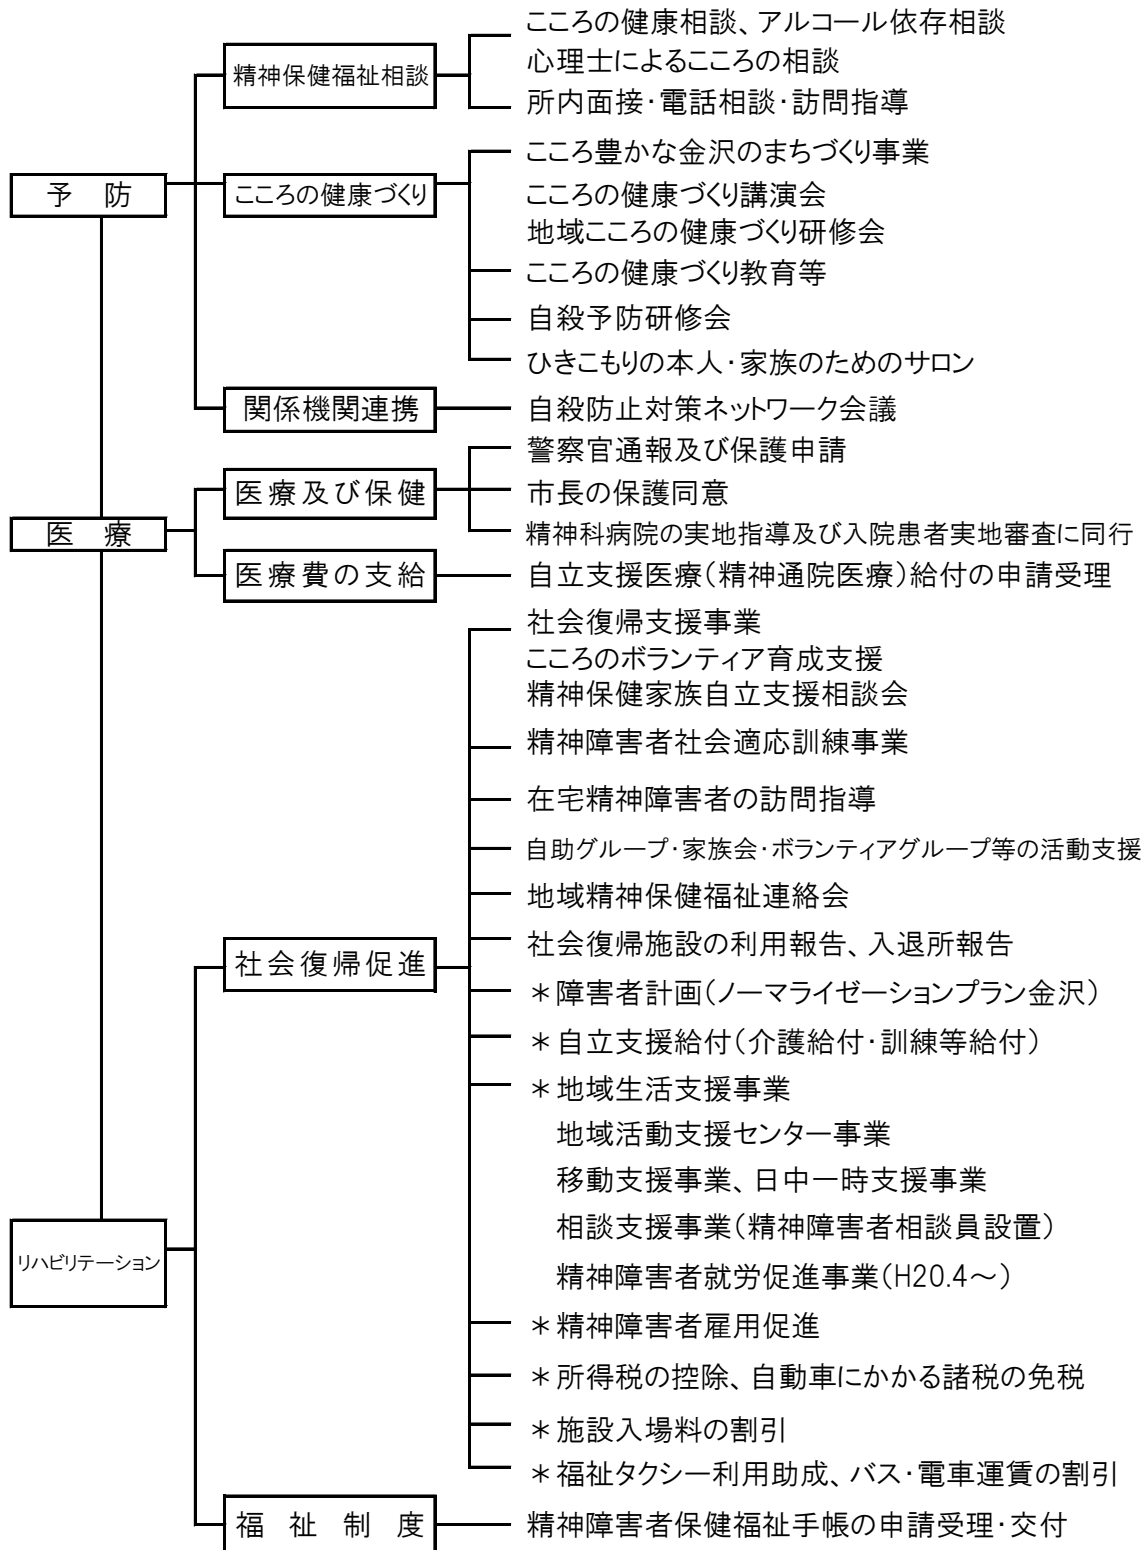 こころの健康相談、アルコール依存相談
精神保健福祉相談
心理士によるこころの相談
所内面接・電話相談・訪問指導
こころ豊かな金沢のまちづくり事業
予　防
こころの健康づくり
こころの健康づくり講演会
地域こころの健康づくり研修会
こころの健康づくり教育等
自殺予防研修会
ひきこもりの本人・家族のためのサロン
関係機関連携
自殺防止対策ネットワーク会議
警察官通報及び保護申請
医療及び保健
市長の保護同意
医　療
精神科病院の実地指導及び入院患者実地審査に同行
医療費の支給
自立支援医療（精神通院医療）給付の申請受理
社会復帰支援事業
こころのボランティア育成支援
精神保健家族自立支援相談会
精神障害者社会適応訓練事業
在宅精神障害者の訪問指導
自助グループ・家族会・ボランティアグループ等の活動支援
地域精神保健福祉連絡会
社会復帰促進
社会復帰施設の利用報告、入退所報告
＊障害者計画（ノーマライゼーションプラン金沢）
＊自立支援給付（介護給付・訓練等給付）
＊地域生活支援事業
地域活動支援センター事業
移動支援事業、日中一時支援事業
相談支援事業（精神障害者相談員設置）
リハビリテーション
精神障害者就労促進事業（H20.4～）
＊精神障害者雇用促進
＊所得税の控除、自動車にかかる諸税の免税
＊施設入場料の割引
＊福祉タクシー利用助成、バス・電車運賃の割引
福　祉　制　度
精神障害者保健福祉手帳の申請受理・交付